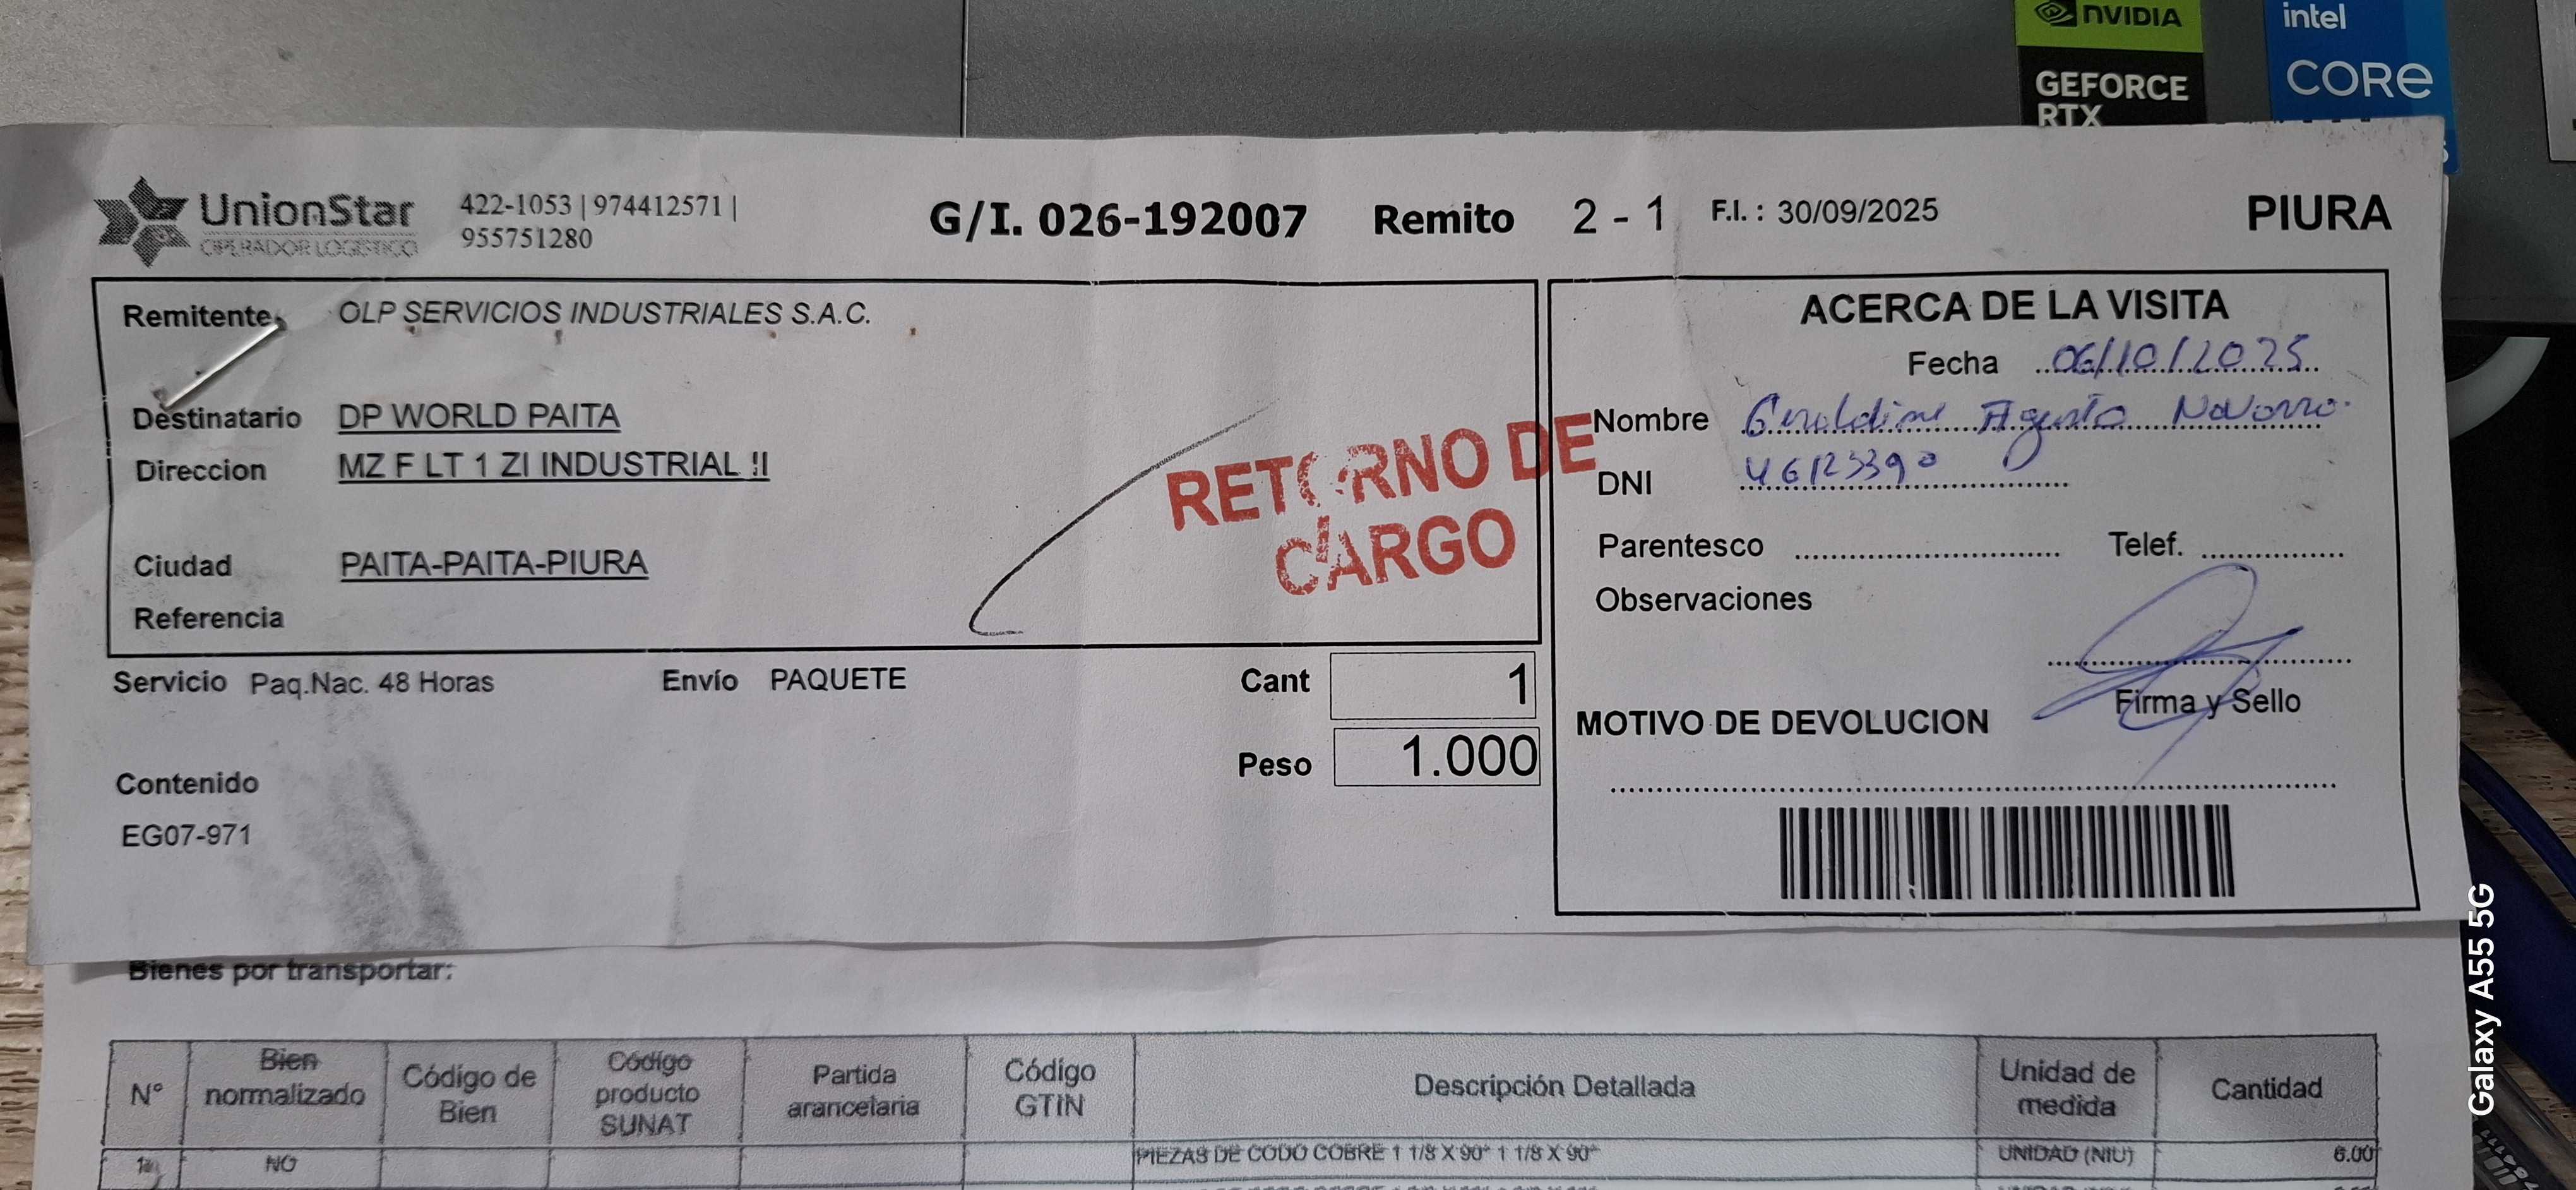 NVIDIA
GEFORCE
RTX
intel
CORE
UnionStar
OPERADOR LOGÍSTICO
422-1053 | 974412571 |
955751280
G/I. 026-192007 Remito 2 - 1 F.I. : 30/09/2025 PIURA
Remitente OLP SERVICIOS INDUSTRIALES S.A.C.
Destinatario DP WORLD PAITA
Direccion MZ F LT 1 ZI INDUSTRIAL !I
Ciudad PAITA-PAITA-PIURA
Referencia
RETORNO DE
CARGO
ACERCA DE LA VISITA
Fecha 06/10/2025
Nombre Geraldine Agurto Navarro.
DNI 46123390
Parentesco Telef.
Observaciones
Firma y Sello
MOTIVO DE DEVOLUCION
Servicio Paq.Nac. 48 Horas Envío PAQUETE Cant 1
Peso 1.000
Contenido
EG07-971
Bienes por transportar:
N° Bien normalizado Código de Bien Código producto SUNAT Partida arancelaria Código GTIN Descripción Detallada Unidad de medida Cantidad
1 NO PIEZAS DE CODO COBRE 1 1/8 X 90° 1 1/8 X 90° UNIDAD (NIU) 6.00
Galaxy A55 5G